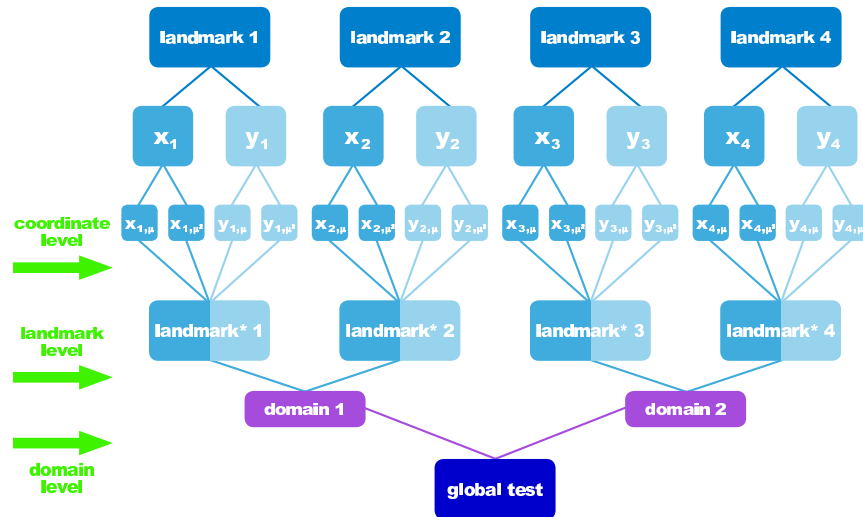 landmark 1 landmark 2 landmark 3 landmark 4
x₁ y₁ x₂ y₂ x₃ y₃ x₄ y₄
coordinate
level
x₁,μ x₁,μ² y₁,μ y₁,μ² x₂,μ x₂,μ² y₂,μ y₂,μ² x₃,μ x₃,μ² y₃,μ y₃,μ² x₄,μ x₄,μ² y₄,μ y₄,μ²
landmark
level
landmark* 1 landmark* 2 landmark* 3 landmark* 4
domain 1 domain 2
domain
level
global test